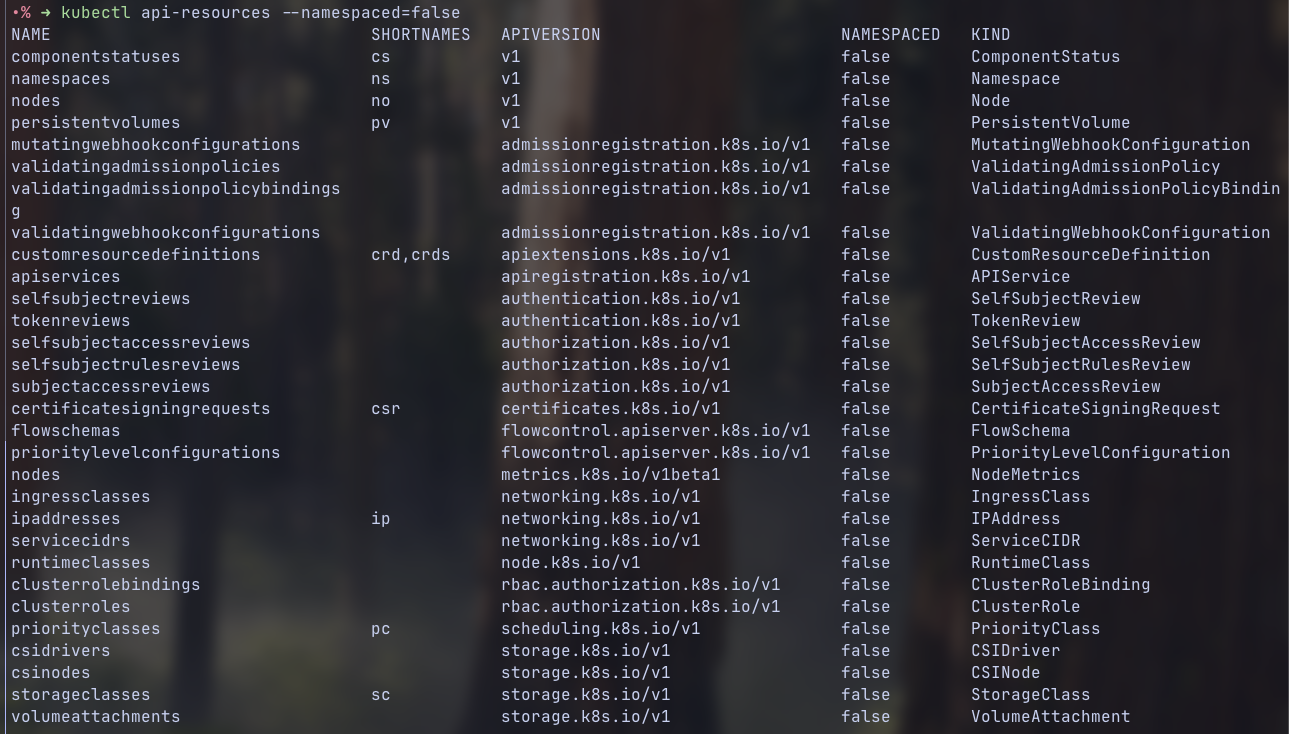 •% → kubectl api-resources --namespaced=false
NAME                              SHORTNAMES   APIVERSION                        NAMESPACED   KIND
componentstatuses                 cs           v1                                false        ComponentStatus
namespaces                        ns           v1                                false        Namespace
nodes                             no           v1                                false        Node
persistentvolumes                 pv           v1                                false        PersistentVolume
mutatingwebhookconfigurations                  admissionregistration.k8s.io/v1   false        MutatingWebhookConfiguration
validatingadmissionpolicies                    admissionregistration.k8s.io/v1   false        ValidatingAdmissionPolicy
validatingadmissionpolicybindings              admissionregistration.k8s.io/v1   false        ValidatingAdmissionPolicyBindin
g
validatingwebhookconfigurations                admissionregistration.k8s.io/v1   false        ValidatingWebhookConfiguration
customresourcedefinitions         crd,crds     apiextensions.k8s.io/v1           false        CustomResourceDefinition
apiservices                                    apiregistration.k8s.io/v1         false        APIService
selfsubjectreviews                             authentication.k8s.io/v1          false        SelfSubjectReview
tokenreviews                                   authentication.k8s.io/v1          false        TokenReview
selfsubjectaccessreviews                       authorization.k8s.io/v1           false        SelfSubjectAccessReview
selfsubjectrulesreviews                        authorization.k8s.io/v1           false        SelfSubjectRulesReview
subjectaccessreviews                           authorization.k8s.io/v1           false        SubjectAccessReview
certificatesigningrequests        csr          certificates.k8s.io/v1            false        CertificateSigningRequest
flowschemas                                    flowcontrol.apiserver.k8s.io/v1   false        FlowSchema
prioritylevelconfigurations                    flowcontrol.apiserver.k8s.io/v1   false        PriorityLevelConfiguration
nodes                                          metrics.k8s.io/v1beta1            false        NodeMetrics
ingressclasses                                 networking.k8s.io/v1              false        IngressClass
ipaddresses                       ip           networking.k8s.io/v1              false        IPAddress
servicecidrs                                   networking.k8s.io/v1              false        ServiceCIDR
runtimeclasses                                 node.k8s.io/v1                    false        RuntimeClass
clusterrolebindings                            rbac.authorization.k8s.io/v1      false        ClusterRoleBinding
clusterroles                                   rbac.authorization.k8s.io/v1      false        ClusterRole
priorityclasses                   pc           scheduling.k8s.io/v1              false        PriorityClass
csidrivers                                     storage.k8s.io/v1                 false        CSIDriver
csinodes                                       storage.k8s.io/v1                 false        CSINode
storageclasses                    sc           storage.k8s.io/v1                 false        StorageClass
volumeattachments                              storage.k8s.io/v1                 false        VolumeAttachment